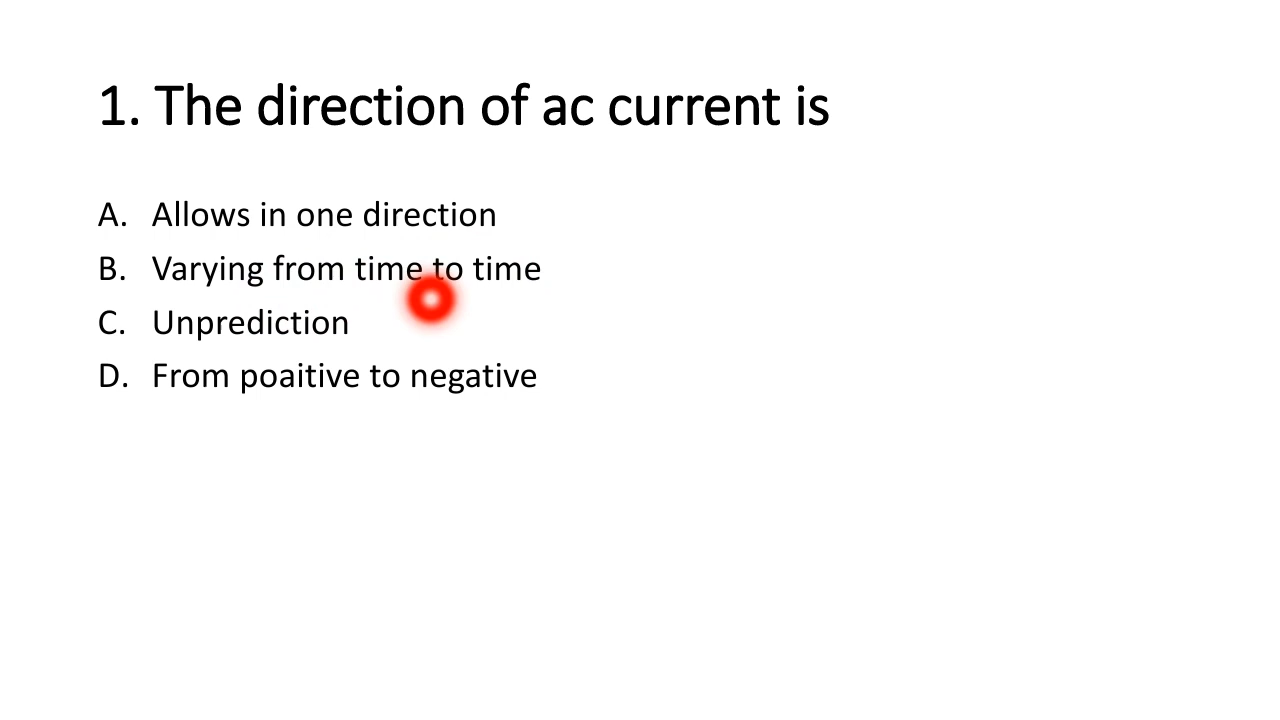 1. The direction of ac current is
A. Allows in one direction
B. Varying from time to time
C. Unprediction
D. From poaitive to negative